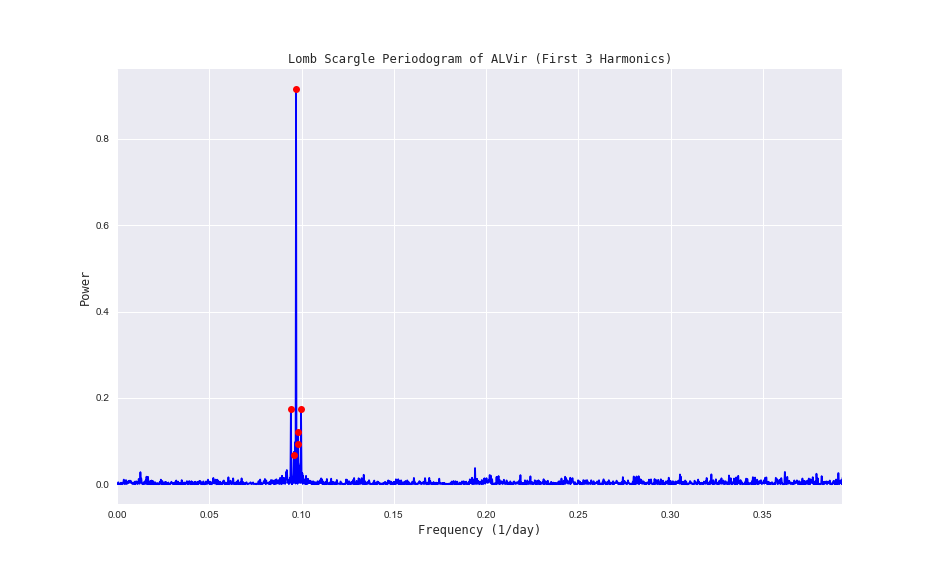 Lomb Scargle Periodogram of ALVir (First 3 Harmonics)
0.8
0.6
0.4
0.2
0.0
Power
0.00 0.05 0.10 0.15 0.20 0.25 0.30 0.35
Frequency (1/day)